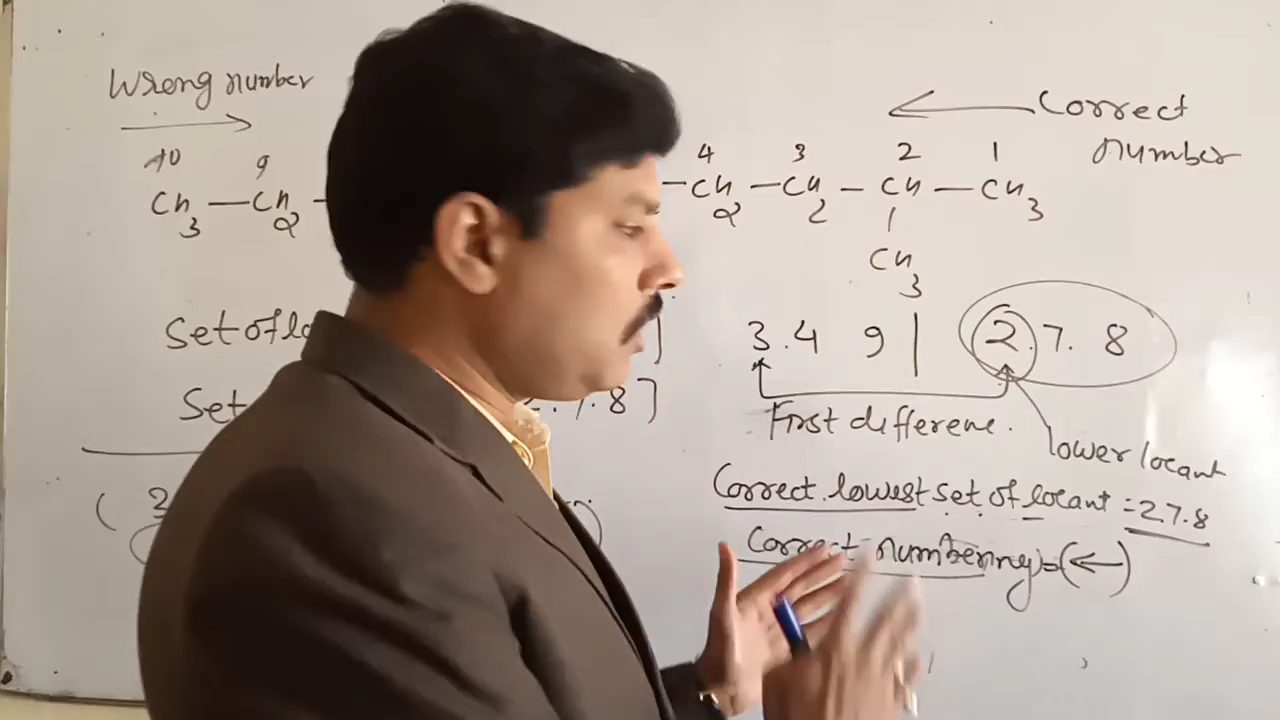 Wrong number
Correct
number
10 9 4 3 2 1
CH3 — CH2 — — CH2 — CH2 — CH — CH3
|
CH3
Set of lo ]
3.4 9 | 2.7. 8
Set 7.8]
First differene.
lower locant
Correct lowest set of locant = 27.8
( 3 )
Correct numbering = (←)